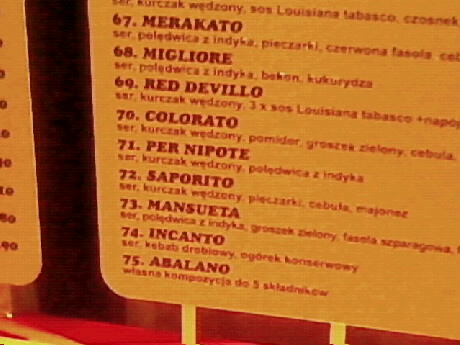 ser, kurczak wędzony, sos Louisiana tabasco, czosnek
67. MERAKATO
ser, polędwica z indyka, pieczarki, czerwona fasola, ceb
68. MIGLIORE
ser, polędwica z indyka, bekon, kukurydza
69. RED DEVILLO
ser, kurczak wędzony, 3 x sos Louisiana tabasco +napój
70. COLORATO
ser, kurczak wędzony, pomidor, groszek zielony, cebula,
71. PER NIPOTE
ser, kurczak wędzony, polędwica z indyka
72. SAPORITO
ser, kurczak wędzony, pieczarki, cebula, majonez
73. MANSUETA
ser, polędwica z indyka, groszek zielony, fasola szparagowa,
74. INCANTO
ser, kebab drobiowy, ogórek konserwowy
75. ABALANO
własna kompozycja do 5 składników